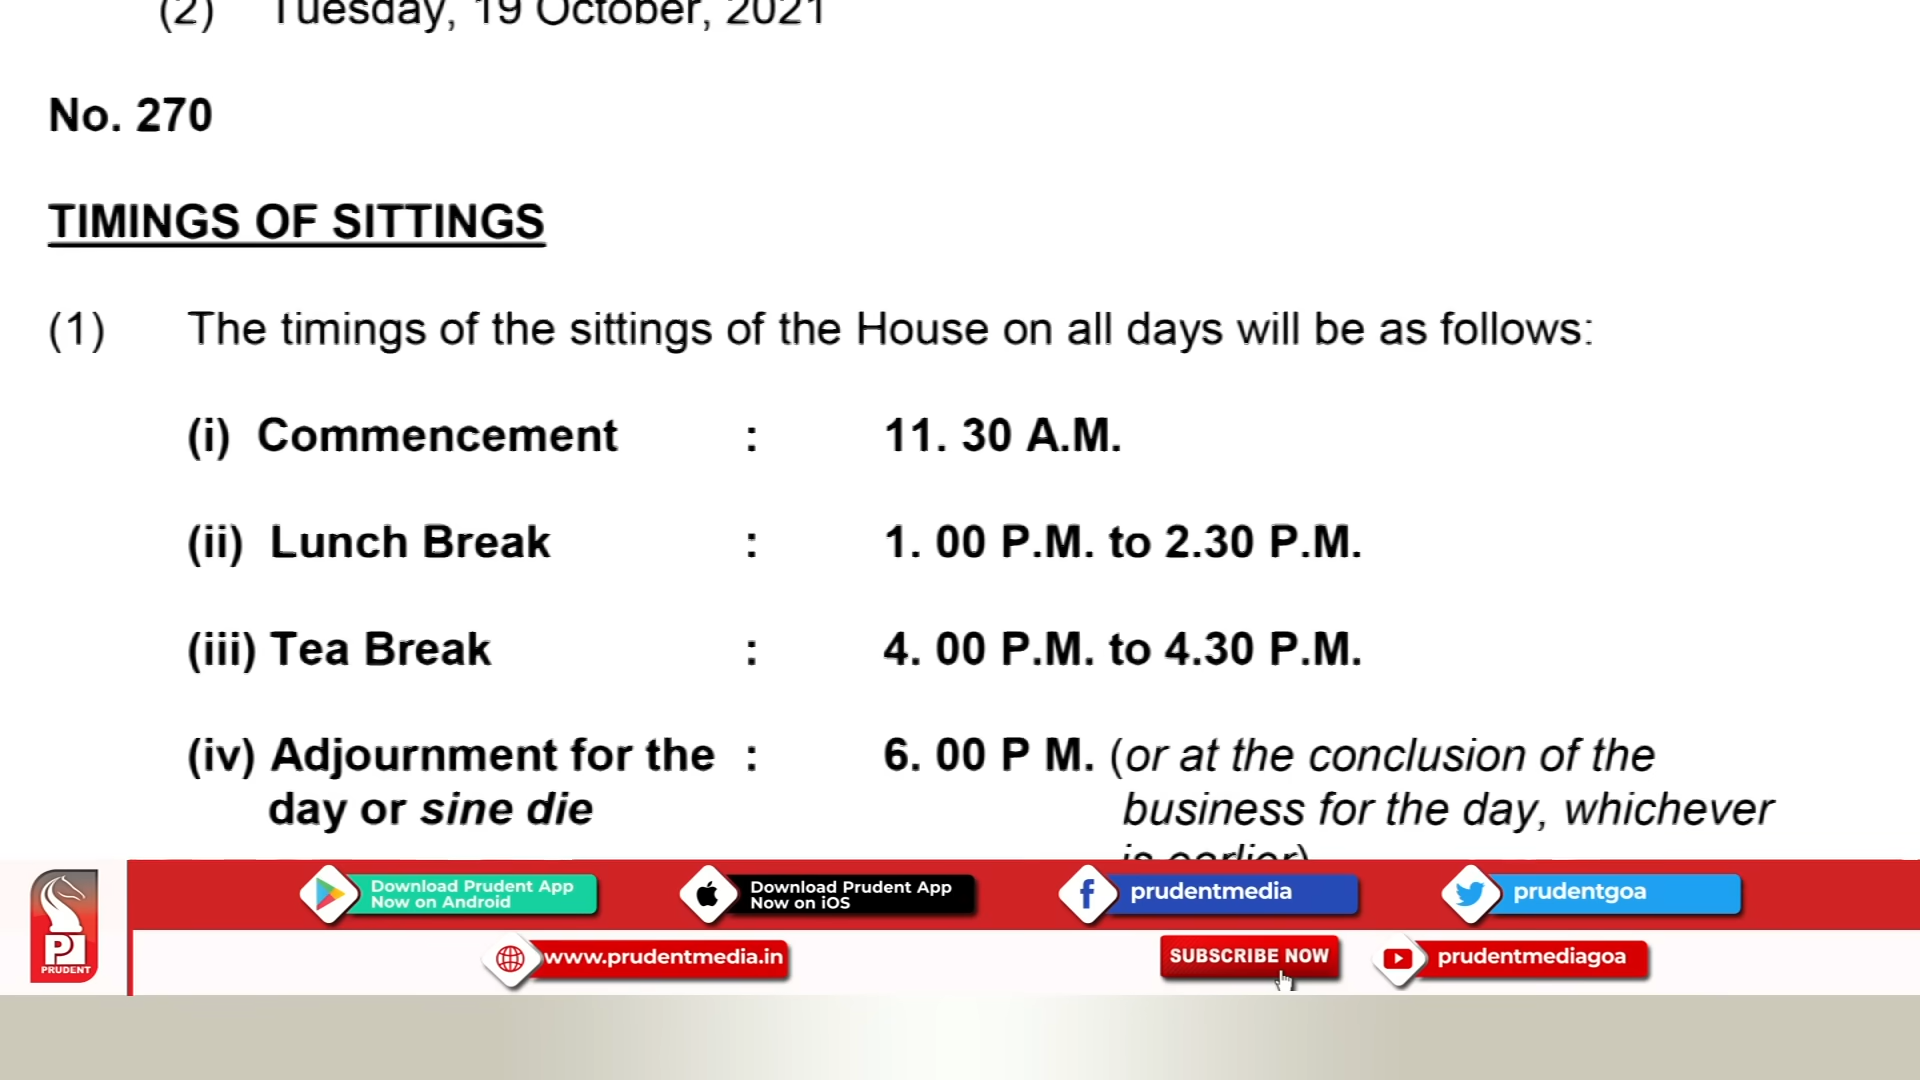 (2) Tuesday, 19 October, 2021
No. 270
TIMINGS OF SITTINGS
(1) The timings of the sittings of the House on all days will be as follows:
(i) Commencement : 11. 30 A.M.
(ii) Lunch Break : 1. 00 P.M. to 2.30 P.M.
(iii) Tea Break : 4. 00 P.M. to 4.30 P.M.
(iv) Adjournment for the : 6. 00 P M. (or at the conclusion of the
day or sine die business for the day, whichever
is earlier)
Download Prudent App
Now on Android
Download Prudent App
Now on iOS
prudentmedia
prudentgoa
PRUDENT
www.prudentmedia.in
SUBSCRIBE NOW
prudentmediagoa